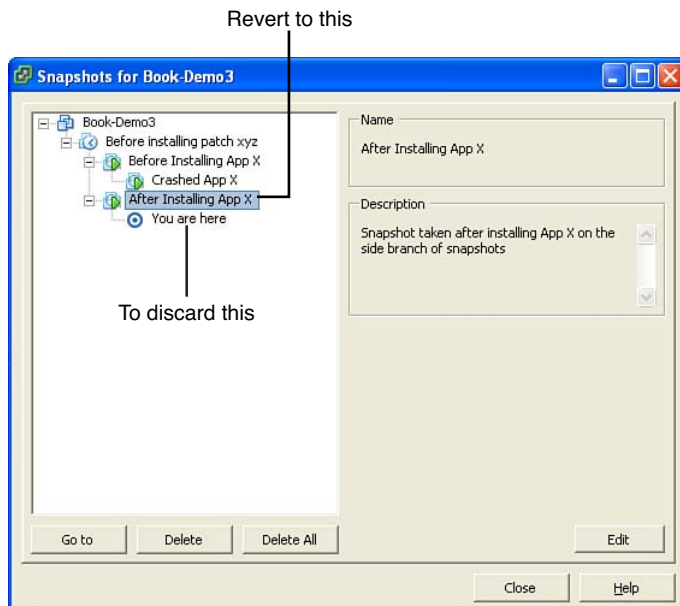 Revert to this
Snapshots for Book-Demo3
Book-Demo3
Before installing patch xyz
Before Installing App X
Crashed App X
After Installing App X
You are here
To discard this
Name
After Installing App X
Description
Snapshot taken after installing App X on the
side branch of snapshots
Go to
Delete
Delete All
Edit
Close
Help